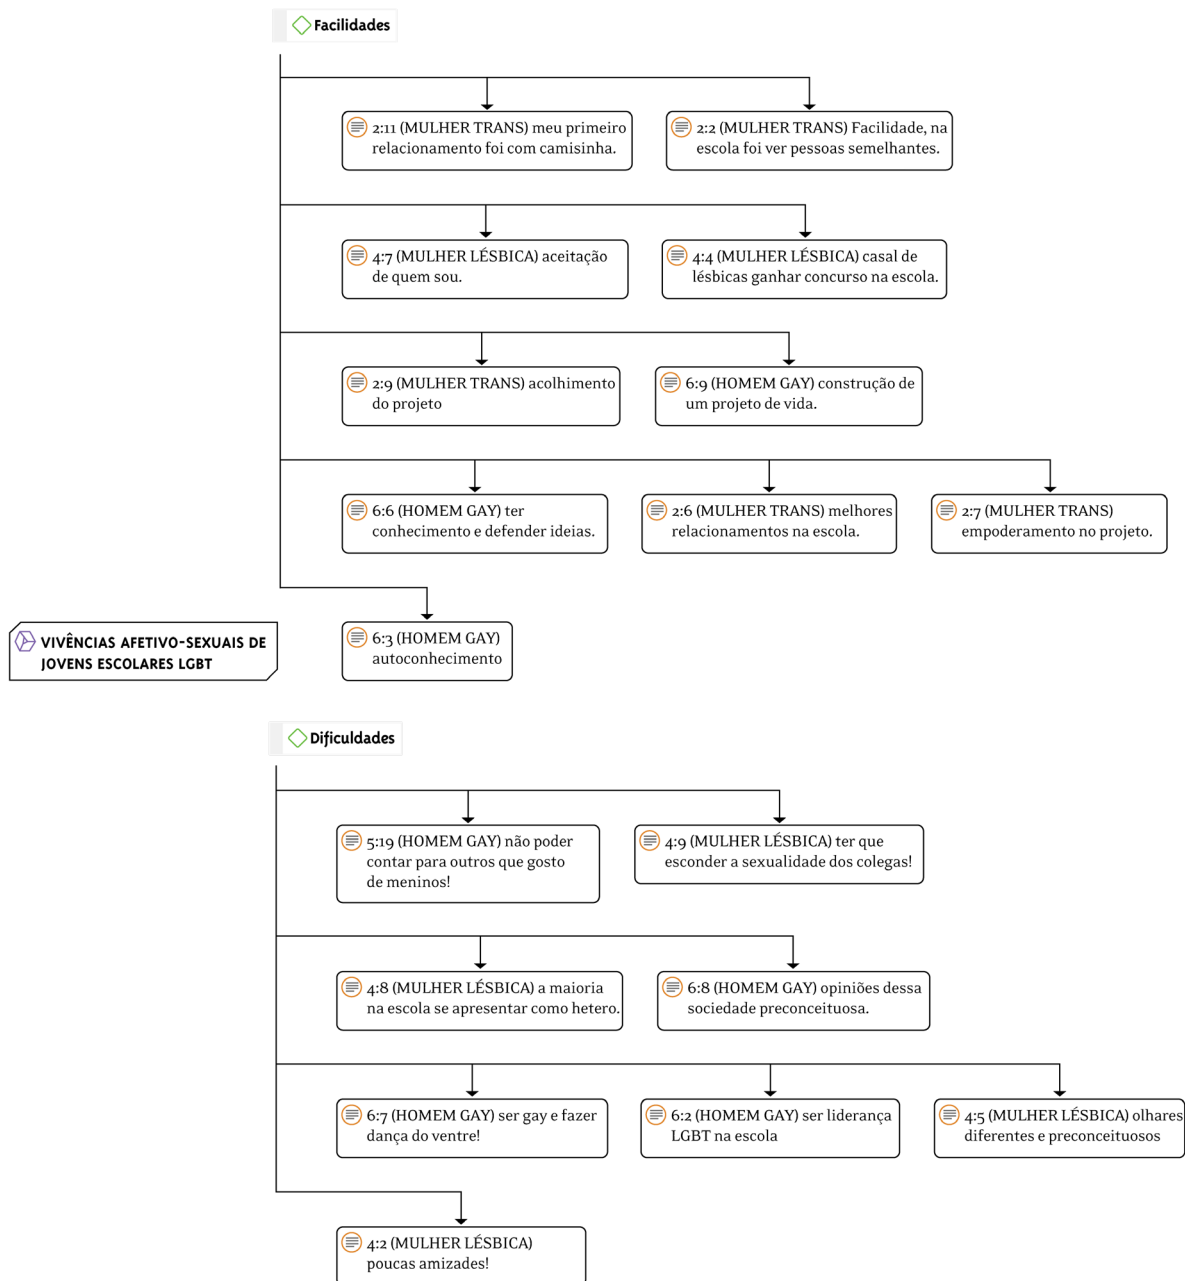 Facilidades
2:11 (MULHER TRANS) meu primeiro
relacionamento foi com camisinha.
2:2 (MULHER TRANS) Facilidade, na
escola foi ver pessoas semelhantes.
4:7 (MULHER LÉSBICA) aceitação
de quem sou.
4:4 (MULHER LÉSBICA) casal de
lésbicas ganhar concurso na escola.
2:9 (MULHER TRANS) acolhimento
do projeto
6:9 (HOMEM GAY) construção de
um projeto de vida.
6:6 (HOMEM GAY) ter
conhecimento e defender ideias.
2:6 (MULHER TRANS) melhores
relacionamentos na escola.
2:7 (MULHER TRANS)
empoderamento no projeto.
VIVÊNCIAS AFETIVO-SEXUAIS DE
JOVENS ESCOLARES LGBT
6:3 (HOMEM GAY)
autoconhecimento
Dificuldades
5:19 (HOMEM GAY) não poder
contar para outros que gosto
de meninos!
4:9 (MULHER LÉSBICA) ter que
esconder a sexualidade dos colegas!
4:8 (MULHER LÉSBICA) a maioria
na escola se apresentar como hetero.
6:8 (HOMEM GAY) opiniões dessa
sociedade preconceituosa.
6:7 (HOMEM GAY) ser gay e fazer
dança do ventre!
6:2 (HOMEM GAY) ser liderança
LGBT na escola
4:5 (MULHER LÉSBICA) olhares
diferentes e preconceituosos
4:2 (MULHER LÉSBICA)
poucas amizades!